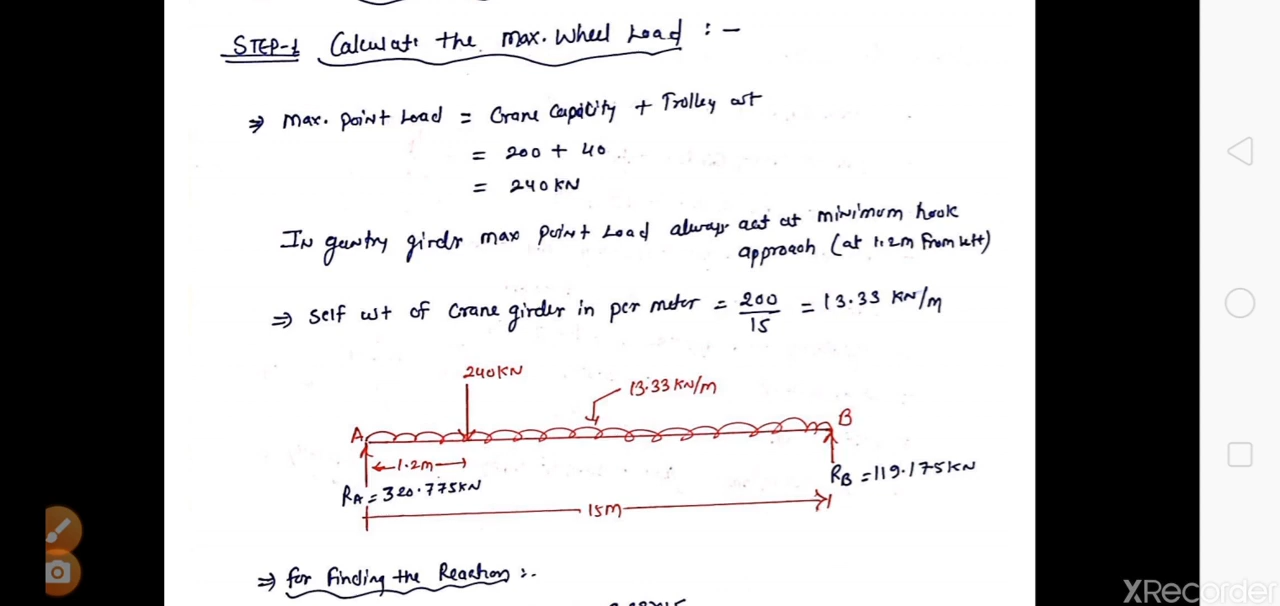 STEP-1 Calculate the max. Wheel Load :-
⇒ Max. Point Load = Crane Capacity + Trolley wt
= 200 + 40
= 240 KN
In gantry girder max point Load always act at minimum hook
approach (at 1.2m from left)
⇒ Self wt of Crane girder in per meter = 200/15 = 13.33 KN/m
240KN
13.33 KN/m
A
B
1.2m
RA = 320.775KN
RB = 119.175KN
15M
⇒ for finding the Reaction :-
XRecorder